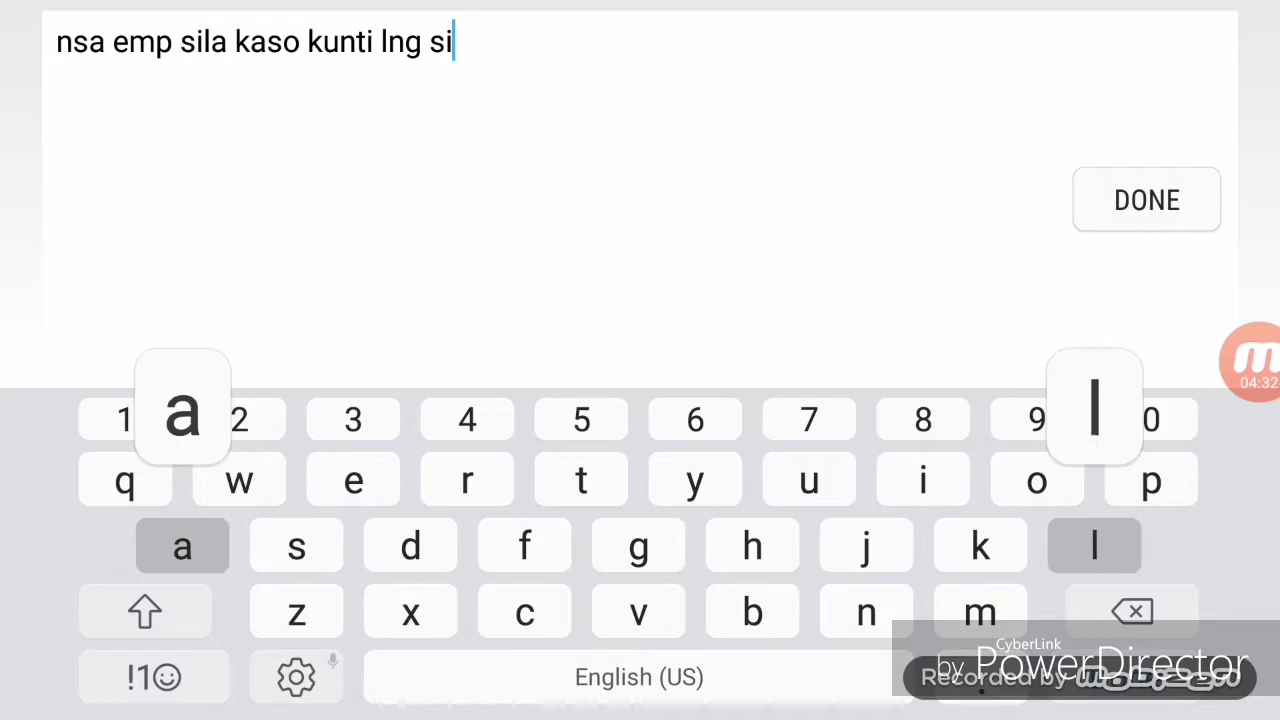 nsa emp sila kaso kunti lng si
DONE
a l
04:32
1 2 3 4 5 6 7 8 9 0
q w e r t y u i o p
a s d f g h j k l
z x c v b n m
!1☺ English (US) .
CyberLink
by PowerDirector
Recorded by